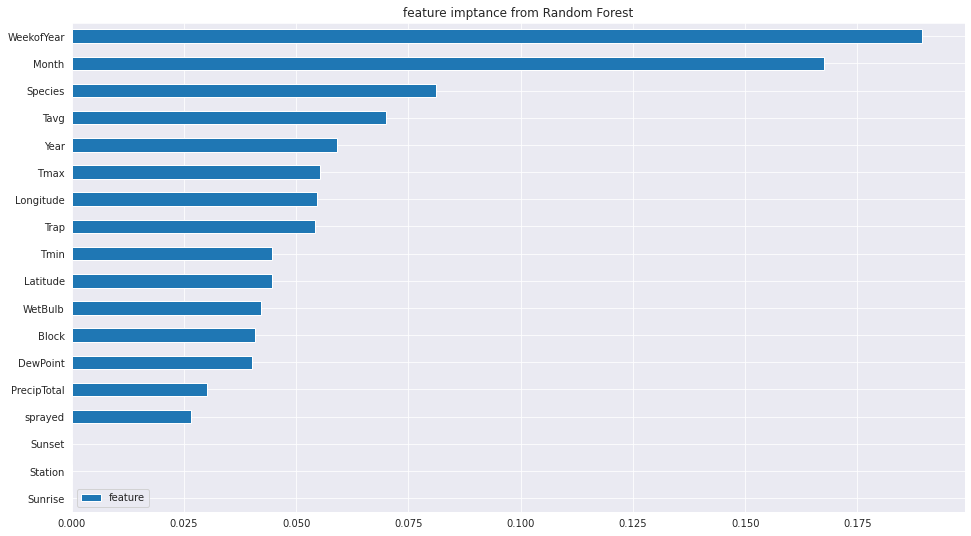 feature imptance from Random Forest
WeekofYear
Month
Species
Tavg
Year
Tmax
Longitude
Trap
Tmin
Latitude
WetBulb
Block
DewPoint
PrecipTotal
sprayed
Sunset
Station
Sunrise
feature
0.000 0.025 0.050 0.075 0.100 0.125 0.150 0.175